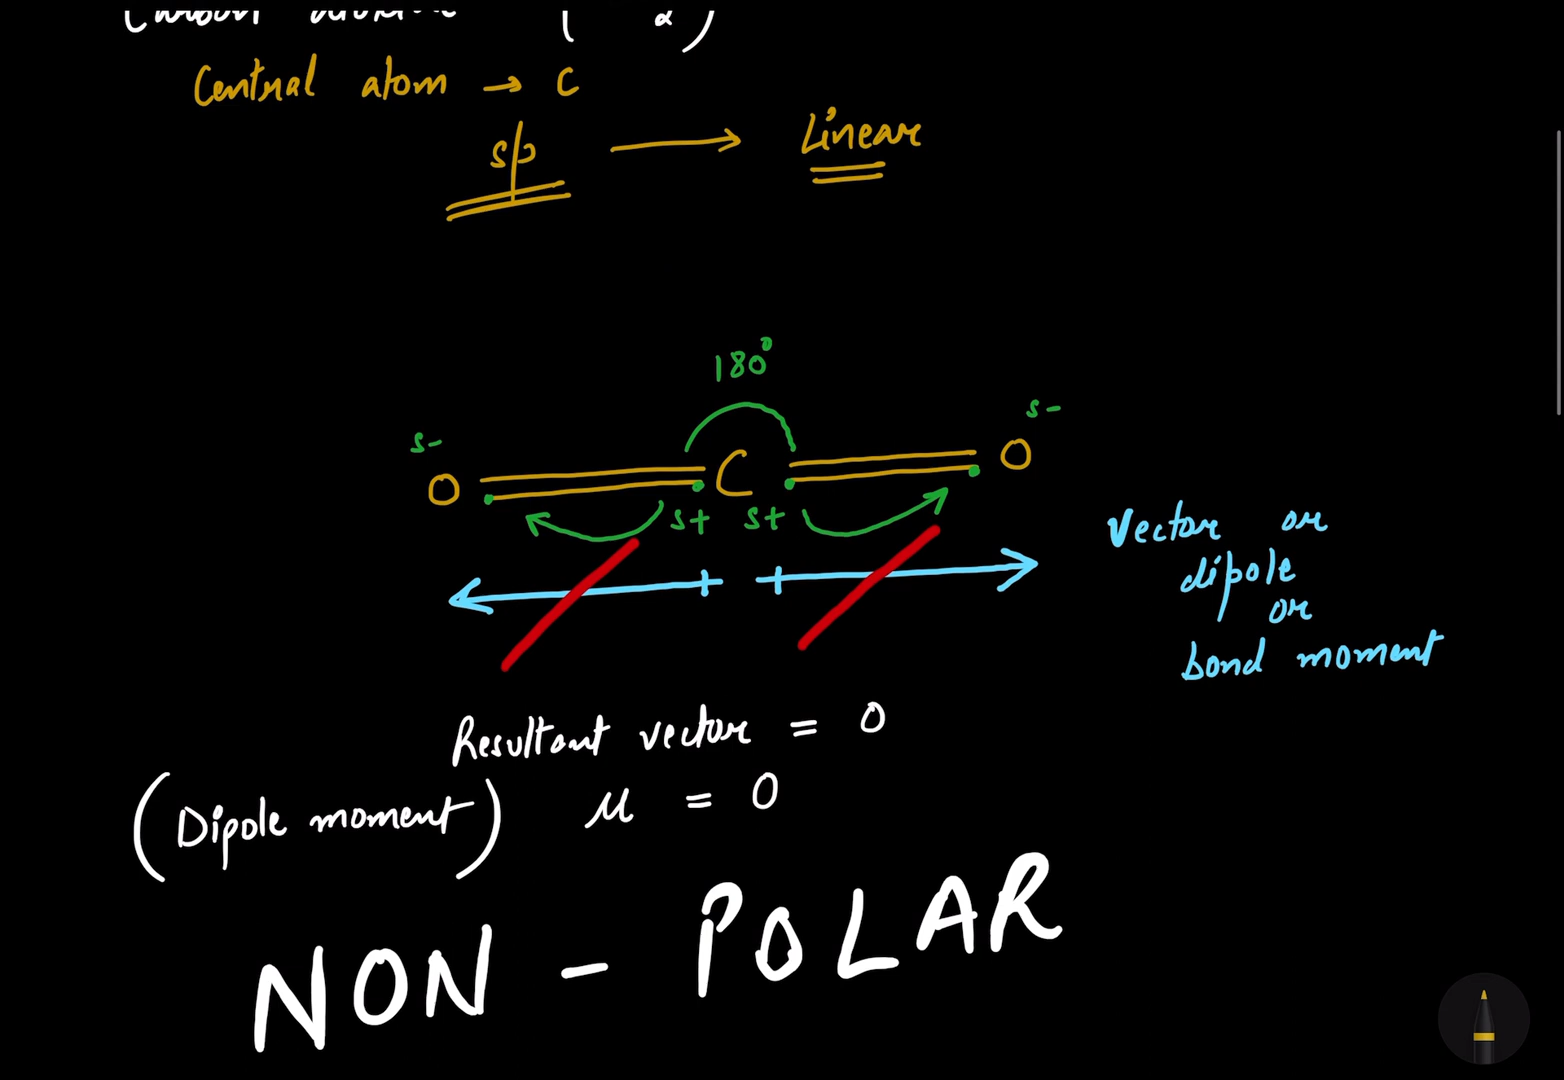 Central atom → C
sp → Linear
180°
s- O = C = O s-
s+ s+
Vector or
dipole
or
bond moment
Resultant vector = 0
(Dipole moment) μ = 0
NON - POLAR